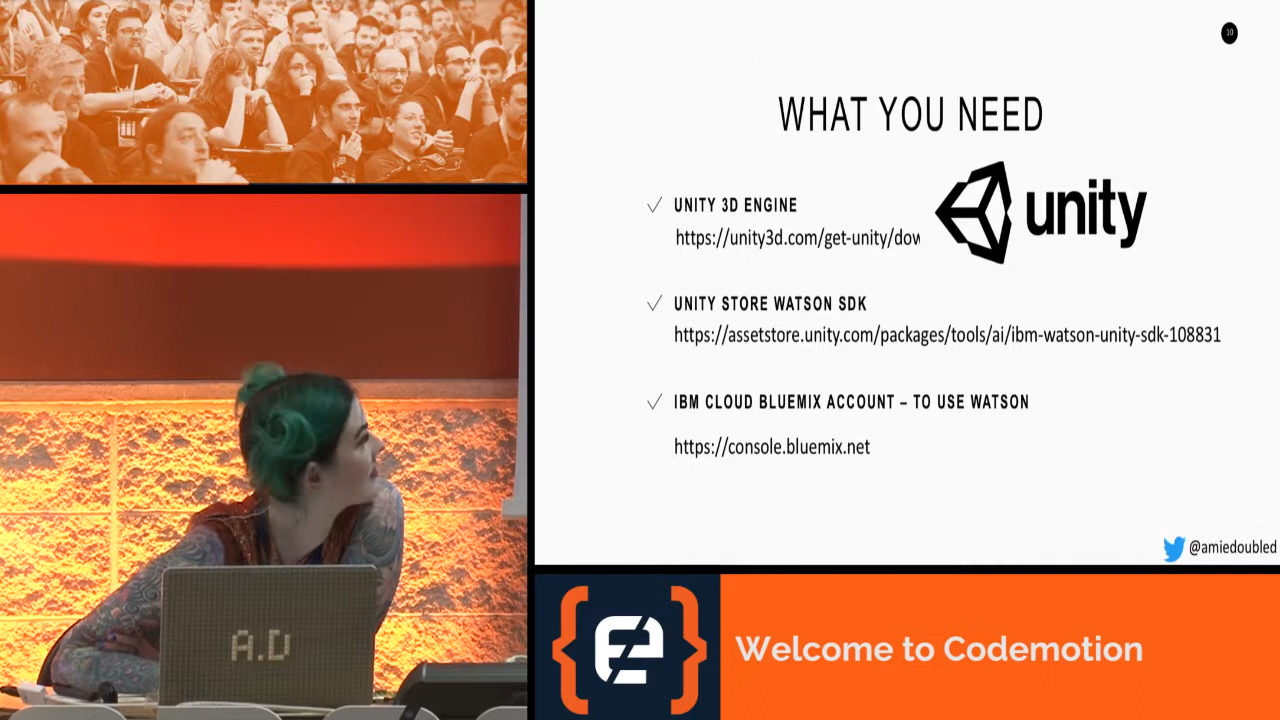 10
WHAT YOU NEED
UNITY 3D ENGINE
https://unity3d.com/get-unity/dow
unity
UNITY STORE WATSON SDK
https://assetstore.unity.com/packages/tools/ai/ibm-watson-unity-sdk-108831
IBM CLOUD BLUEMIX ACCOUNT – TO USE WATSON
https://console.bluemix.net
@amiedoubled
A.D
Welcome to Codemotion